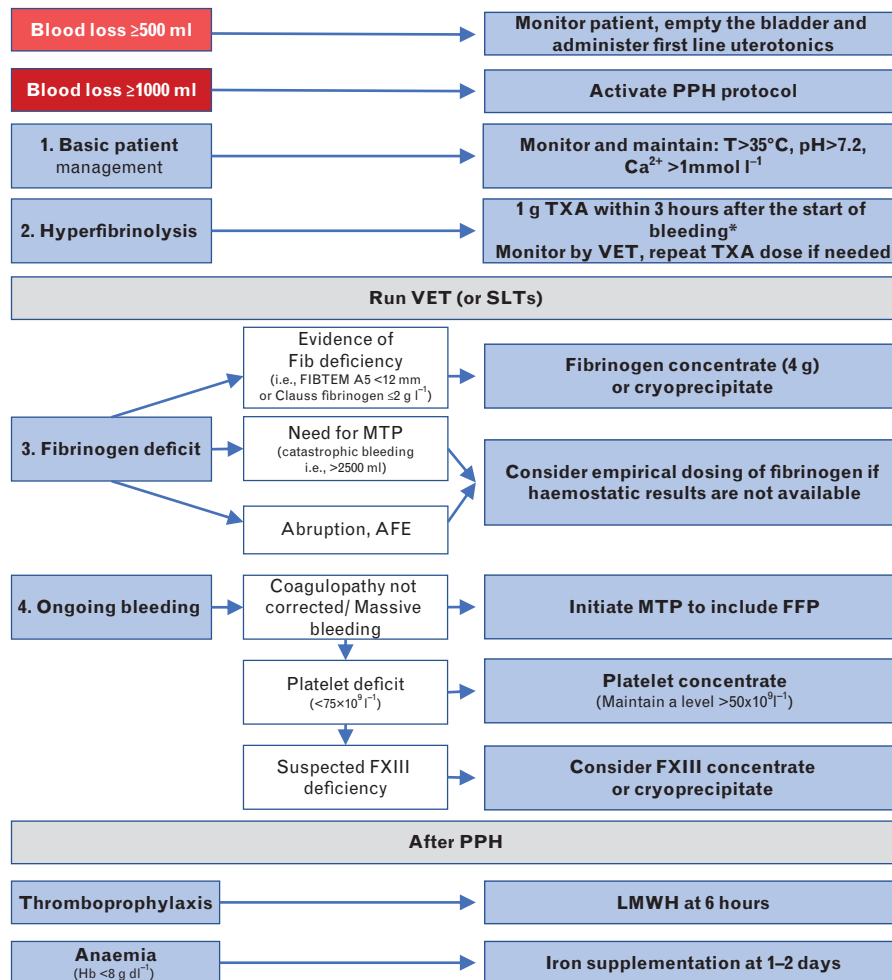 Blood loss ≥500 ml
Monitor patient, empty the bladder and
administer first line uterotonics
Blood loss ≥1000 ml
Activate PPH protocol
1. Basic patient
management
Monitor and maintain: T>35°C, pH>7.2,
Ca²⁺ >1mmol l⁻¹
2. Hyperfibrinolysis
1 g TXA within 3 hours after the start of
bleeding*
Monitor by VET, repeat TXA dose if needed
Run VET (or SLTs)
3. Fibrinogen deficit
Evidence of
Fib deficiency
(i.e., FIBTEM A5 <12 mm
or Clauss fibrinogen ≤2 g l⁻¹)
Fibrinogen concentrate (4 g)
or cryoprecipitate
Need for MTP
(catastrophic bleeding
i.e., >2500 ml)
Abruption, AFE
Consider empirical dosing of fibrinogen if
haemostatic results are not available
4. Ongoing bleeding
Coagulopathy not
corrected/ Massive
bleeding
Initiate MTP to include FFP
Platelet deficit
(<75×10⁹ l⁻¹)
Platelet concentrate
(Maintain a level >50x10⁹l⁻¹)
Suspected FXIII
deficiency
Consider FXIII concentrate
or cryoprecipitate
After PPH
Thromboprophylaxis
LMWH at 6 hours
Anaemia
(Hb <8 g dl⁻¹)
Iron supplementation at 1–2 days